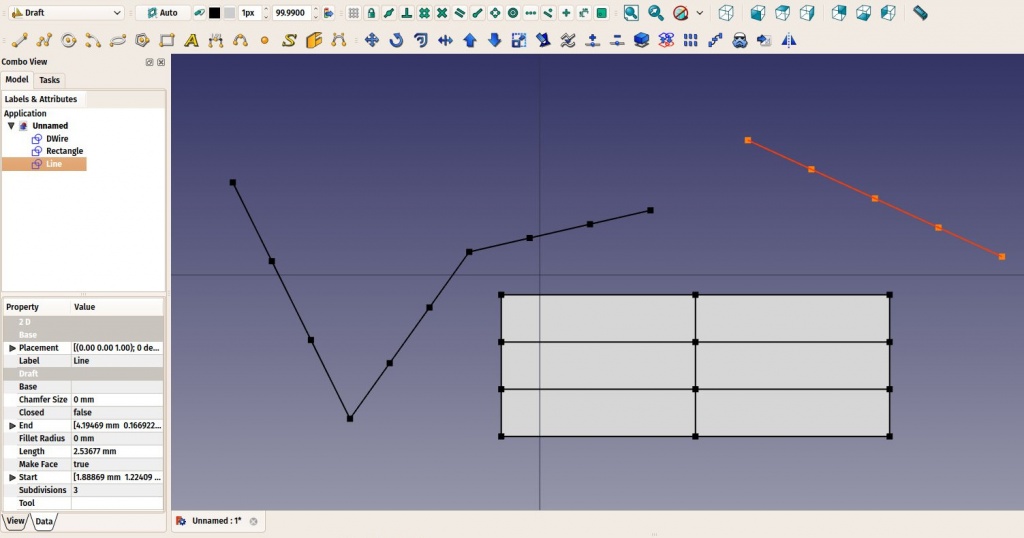 Draft
Auto
1px
99.9900
Combo View
Model Tasks
Labels & Attributes
Application
Unnamed
DWire
Rectangle
Line
Property Value
2 D
Base
Placement [(0.00 0.00 1.00); 0 de...
Label Line
Draft
Base
Chamfer Size 0 mm
Closed false
End [4.19469 mm 0.166922...
Fillet Radius 0 mm
Length 2.53677 mm
Make Face true
Start [1.88869 mm 1.22409 ...
Subdivisions 3
Tool
View Data
Unnamed : 1*